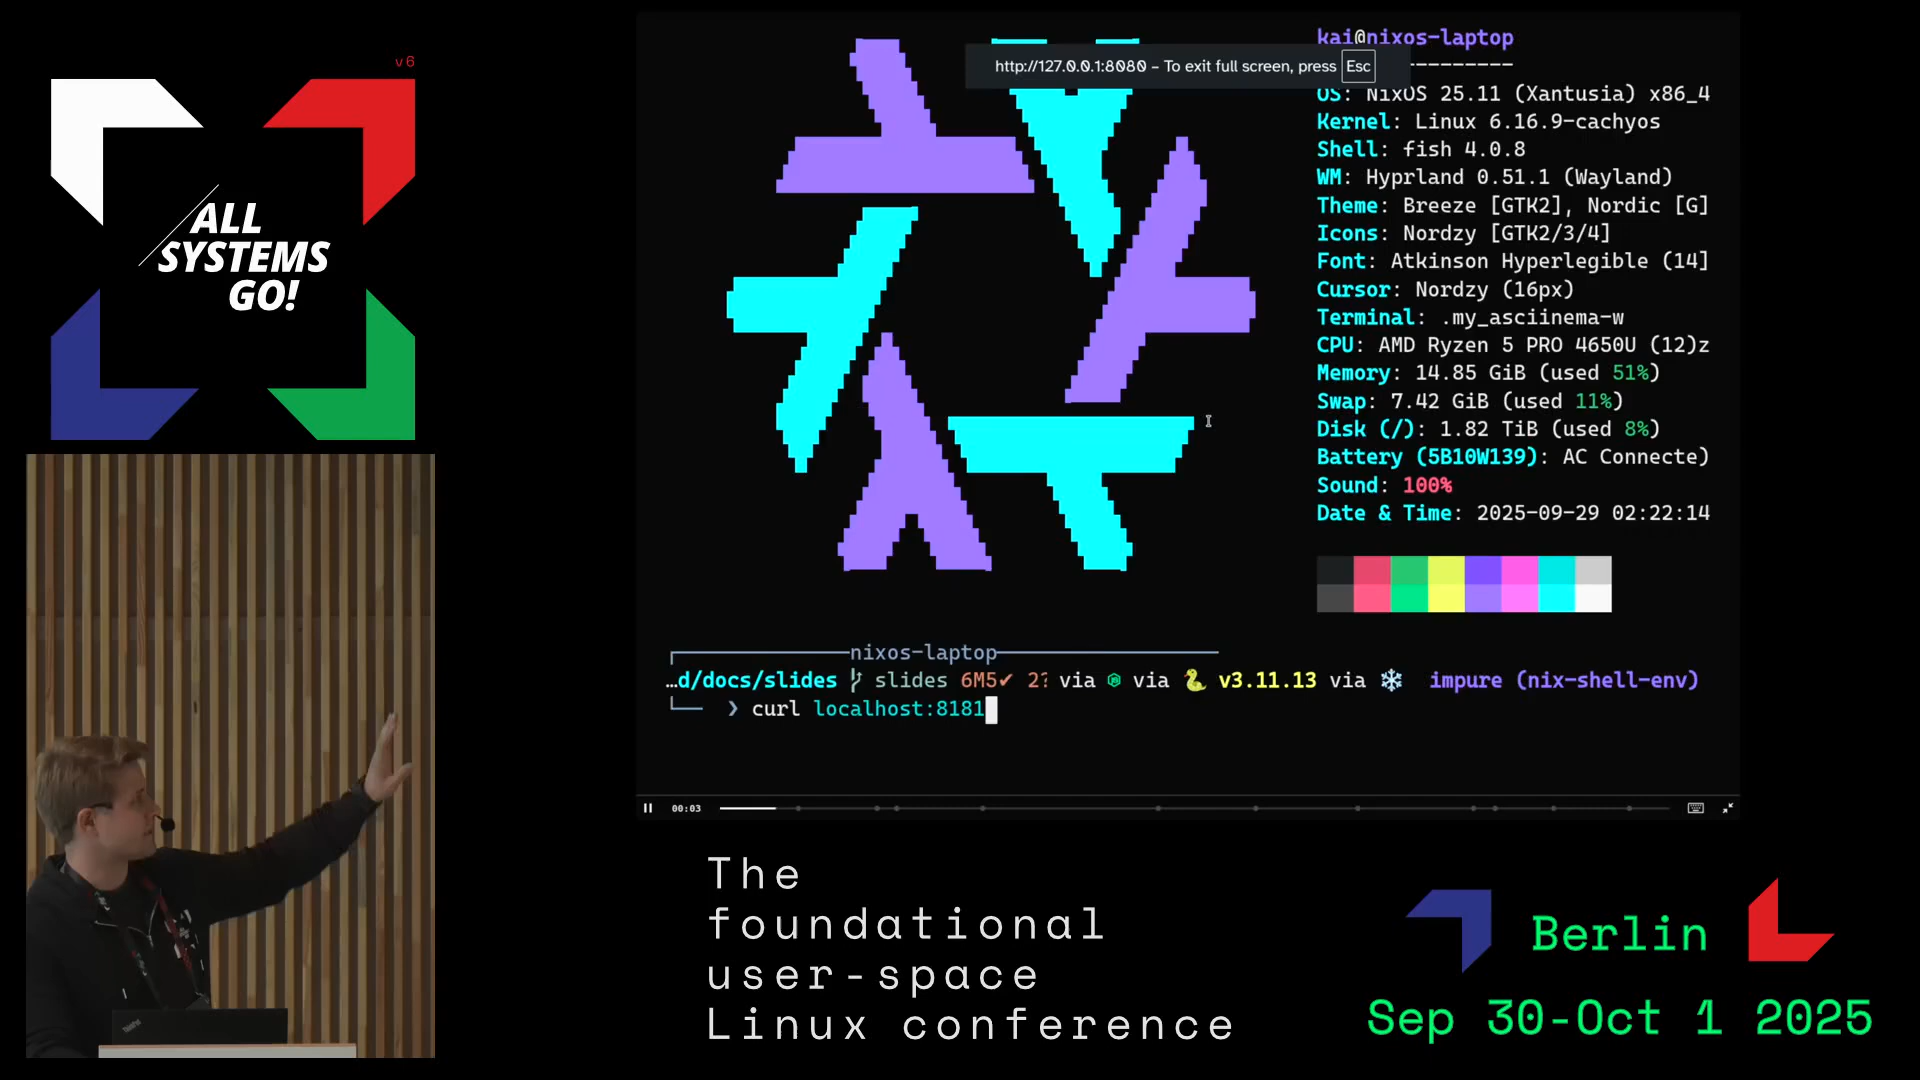 v6
ALL
SYSTEMS
GO!
http://127.0.0.1:8080 – To exit full screen, press Esc
kai@nixos-laptop
OS: NixOS 25.11 (Xantusia) x86_4
Kernel: Linux 6.16.9-cachyos
Shell: fish 4.0.8
WM: Hyprland 0.51.1 (Wayland)
Theme: Breeze [GTK2], Nordic [G]
Icons: Nordzy [GTK2/3/4]
Font: Atkinson Hyperlegible (14]
Cursor: Nordzy (16px)
Terminal: .my_asciinema-w
CPU: AMD Ryzen 5 PRO 4650U (12)z
Memory: 14.85 GiB (used 51%)
Swap: 7.42 GiB (used 11%)
Disk (/): 1.82 TiB (used 8%)
Battery (5B10W139): AC Connecte)
Sound: 100%
Date & Time: 2025-09-29 02:22:14
nixos-laptop
…d/docs/slides slides 6M5✔ 2? via via v3.11.13 via ❄ impure (nix-shell-env)
❯ curl localhost:8181
00:03
ThinkPad
The
foundational
user-space
Linux conference
Berlin
Sep 30-Oct 1 2025